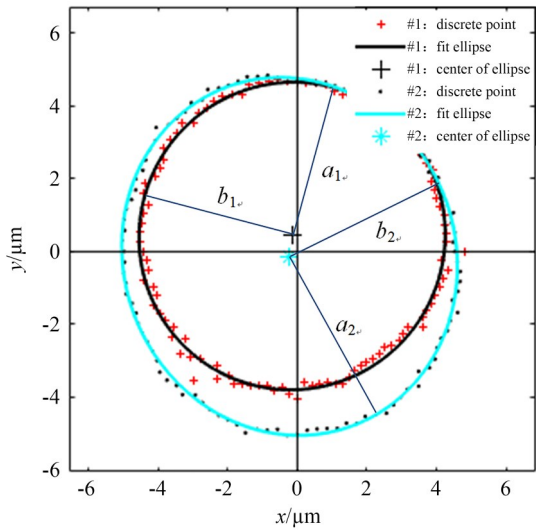 #1: discrete point
#1: fit ellipse
#1: center of ellipse
#2: discrete point
#2: fit ellipse
#2: center of ellipse
6
4
2
0
-2
-4
-6
y/μm
a₁
b₁
b₂
a₂
-6 -4 -2 0 2 4 6
x/μm